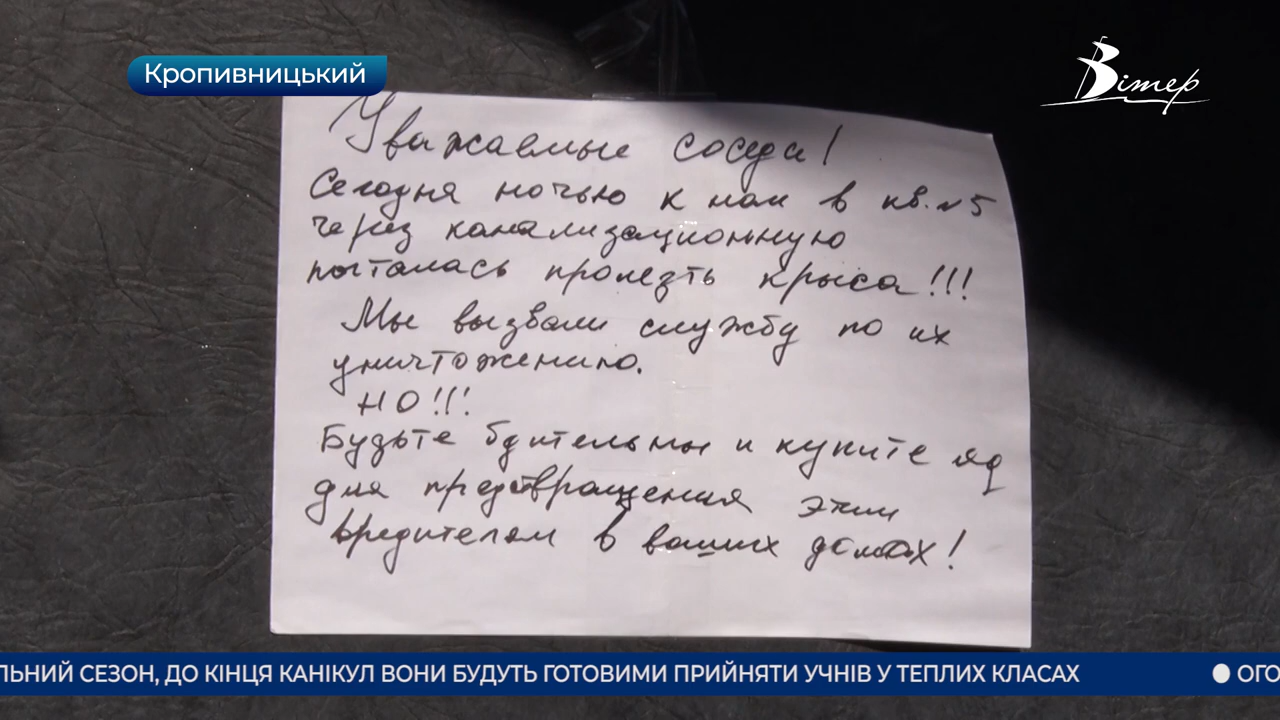 Кропивницький
Вітер
Уважаемые соседи!
Сегодня ночью к нам в кв. №5
через канализационную
пыталась пролезть крыса!!!
Мы вызвали службу по их
уничтожению.
НО!!!
Будьте бдительны и купите яд
для предотвращения этим
вредителям в ваших домах!
ЛЬНИЙ СЕЗОН, ДО КІНЦЯ КАНІКУЛ ВОНИ БУДУТЬ ГОТОВИМИ ПРИЙНЯТИ УЧНІВ У ТЕПЛИХ КЛАСАХ
ОГО